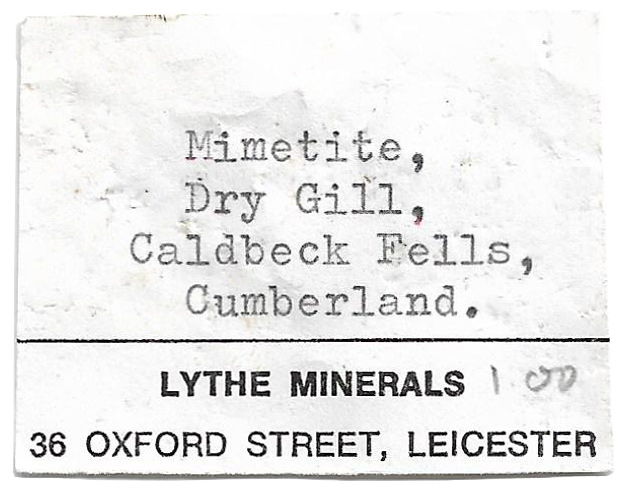 Mimetite,
Dry Gill,
Caldbeck Fells,
Cumberland.
LYTHE MINERALS 1 00
36 OXFORD STREET, LEICESTER